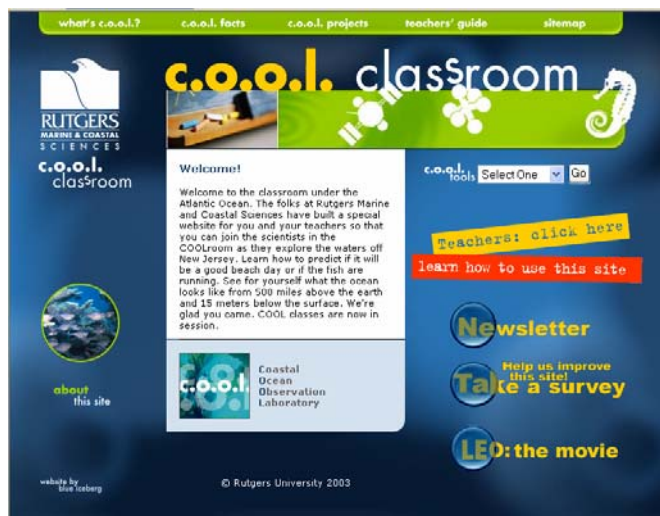 what's c.o.o.l.?
c.o.o.l. facts
c.o.o.l. projects
teachers' guide
sitemap
c.o.o.l. classroom
RUTGERS
MARINE & COASTAL
SCIENCES
c.o.o.l.
classroom
Welcome!
Welcome to the classroom under the
Atlantic Ocean. The folks at Rutgers Marine
and Coastal Sciences have built a special
website for you and your teachers so that
you can join the scientists in the
COOLroom as they explore the waters off
New Jersey. Learn how to predict if it will
be a good beach day or if the fish are
running. See for yourself what the ocean
looks like from 500 miles above the earth
and 15 meters below the surface. We're
glad you came. COOL classes are now in
session.
c.o.o.l.
tools
Select One
Go
Teachers: click here
learn how to use this site
Newsletter
Help us improve
this site!
Take a survey
LEO: the movie
about
this site
c.o.o.l.
Coastal
Ocean
Observation
Laboratory
website by
blue iceberg
© Rutgers University 2003